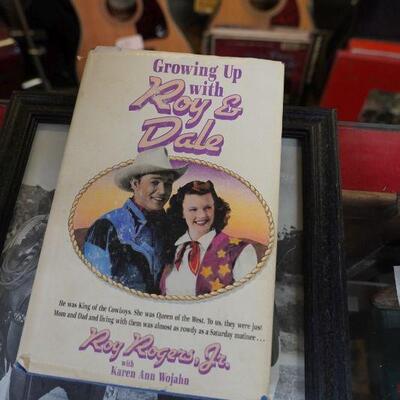 Growing Up
with
Roy &
Dale
He was King of the Cowboys. She was Queen of the West. To us, they were just
Mom and Dad and living with them was almost as rowdy as a Saturday matinee . . .
Roy Rogers, Jr.
with
Karen Ann Wojahn